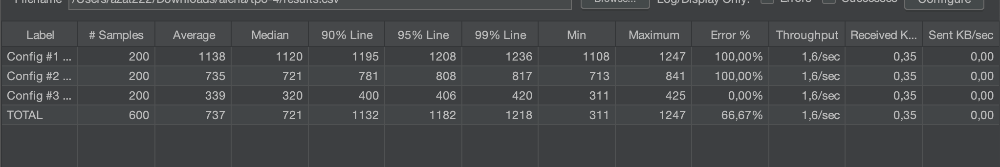 Filename /Users/azat222/Downloads/alena/tpo-4/results.csv Browse... Log/Display Only: Errors Successes Configure
Label # Samples Average Median 90% Line 95% Line 99% Line Min Maximum Error % Throughput Received K... Sent KB/sec
Config #1 ... 200 1138 1120 1195 1208 1236 1108 1247 100,00% 1,6/sec 0,35 0,00
Config #2 ... 200 735 721 781 808 817 713 841 100,00% 1,6/sec 0,35 0,00
Config #3 ... 200 339 320 400 406 420 311 425 0,00% 1,6/sec 0,35 0,00
TOTAL 600 737 721 1132 1182 1218 311 1247 66,67% 1,6/sec 0,35 0,00